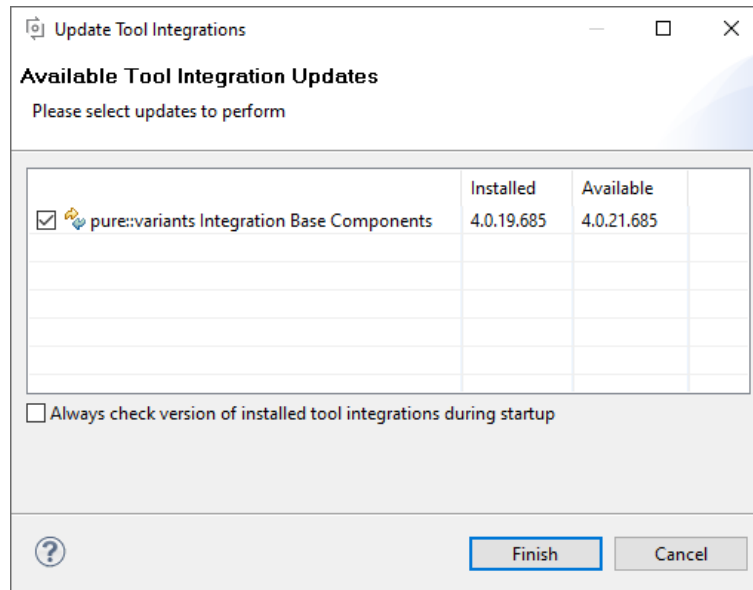 Update Tool Integrations
Available Tool Integration Updates
Please select updates to perform
Installed Available
pure::variants Integration Base Components 4.0.19.685 4.0.21.685
Always check version of installed tool integrations during startup
? Finish Cancel